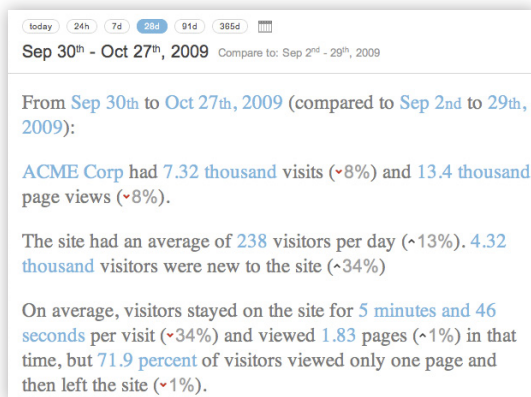 today 24h 7d 28d 91d 365d
Sep 30th - Oct 27th, 2009 Compare to: Sep 2nd - 29th, 2009
From Sep 30th to Oct 27th, 2009 (compared to Sep 2nd to 29th,
2009):
ACME Corp had 7.32 thousand visits (⌄8%) and 13.4 thousand
page views (⌄8%).
The site had an average of 238 visitors per day (⌃13%). 4.32
thousand visitors were new to the site (⌃34%)
On average, visitors stayed on the site for 5 minutes and 46
seconds per visit (⌄34%) and viewed 1.83 pages (⌃1%) in that
time, but 71.9 percent of visitors viewed only one page and
then left the site (⌄1%).